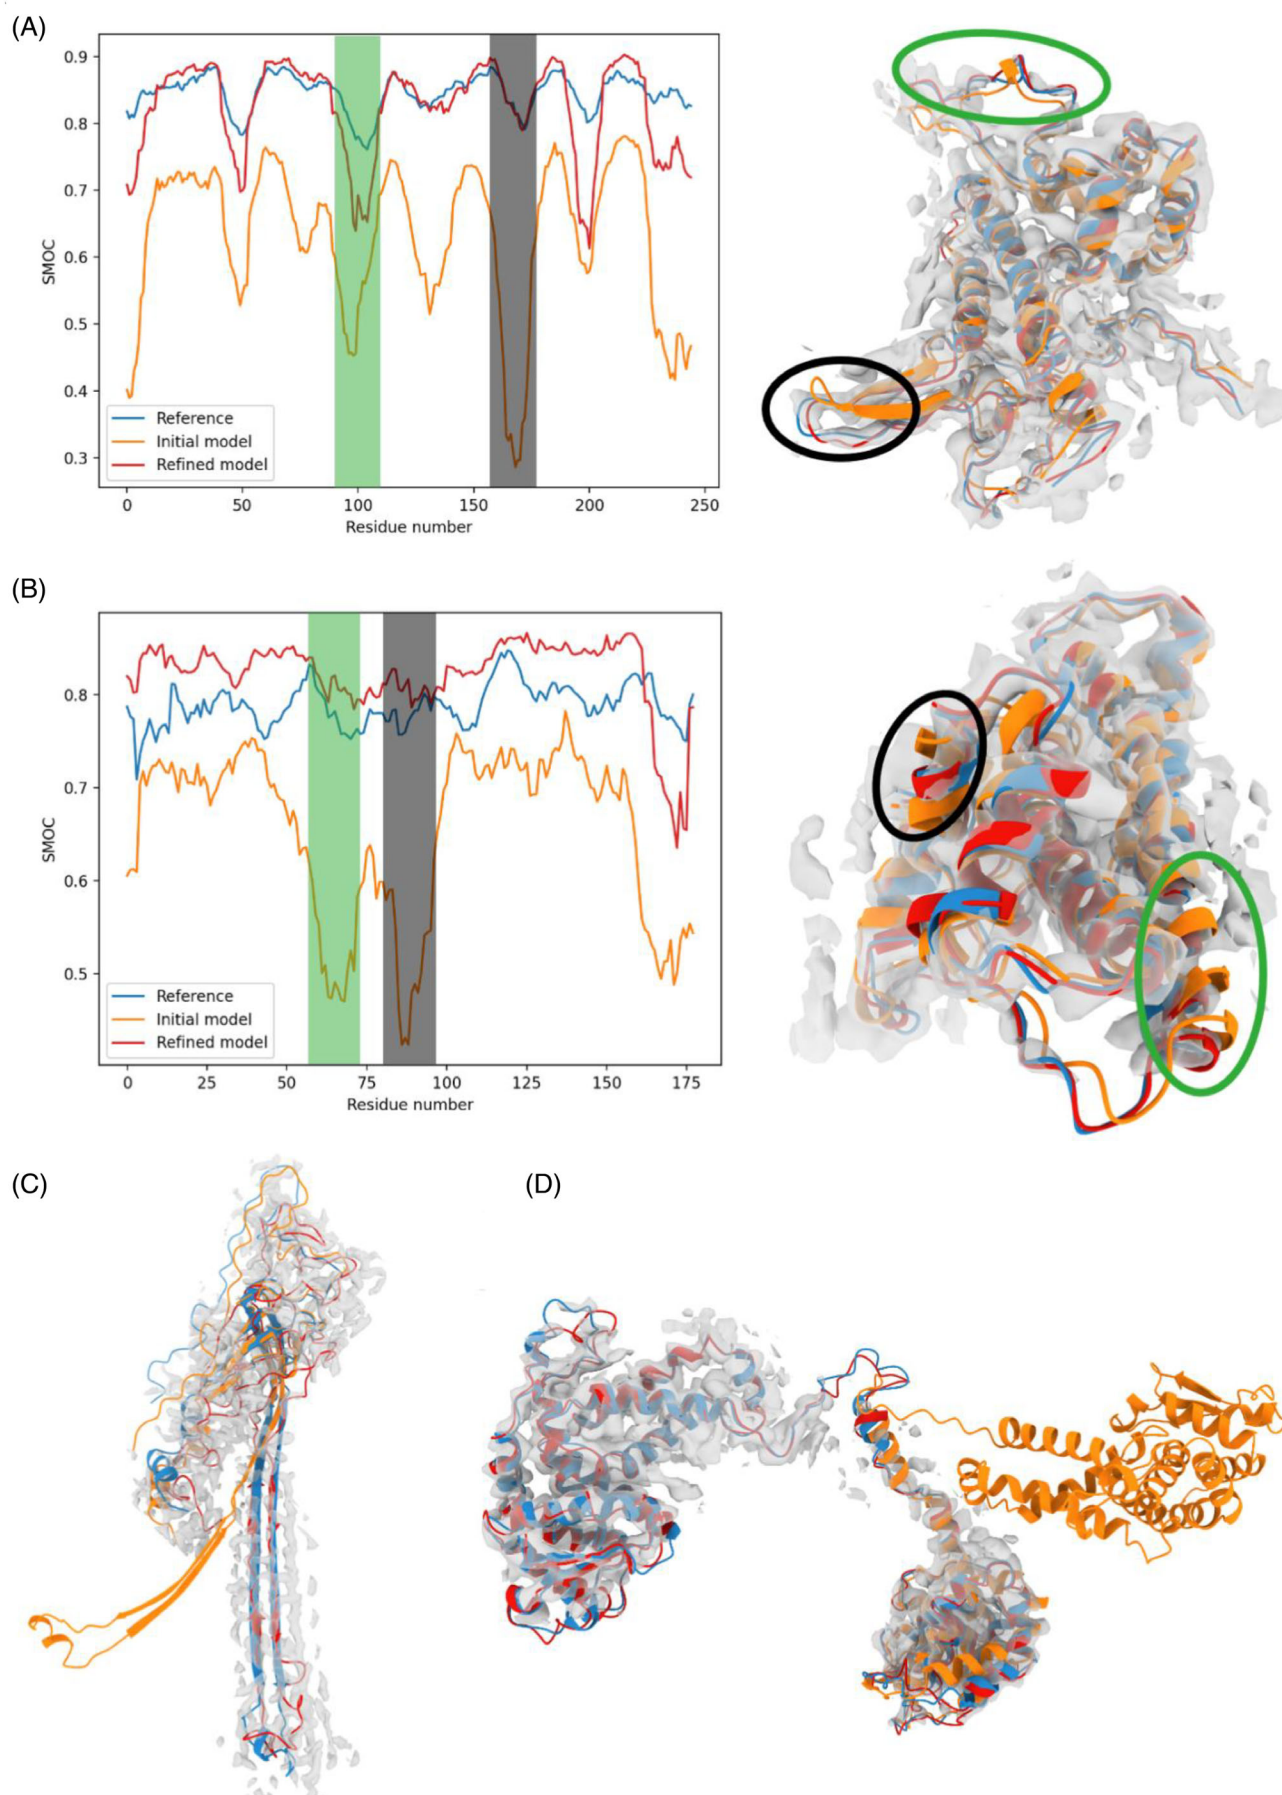 (A)
0.9
0.8
0.7
0.6
0.5
0.4
0.3
SMOC
Reference
Initial model
Refined model
0 50 100 150 200 250
Residue number
(B)
0.8
0.7
0.6
0.5
SMOC
Reference
Initial model
Refined model
0 25 50 75 100 125 150 175
Residue number
(C) (D)